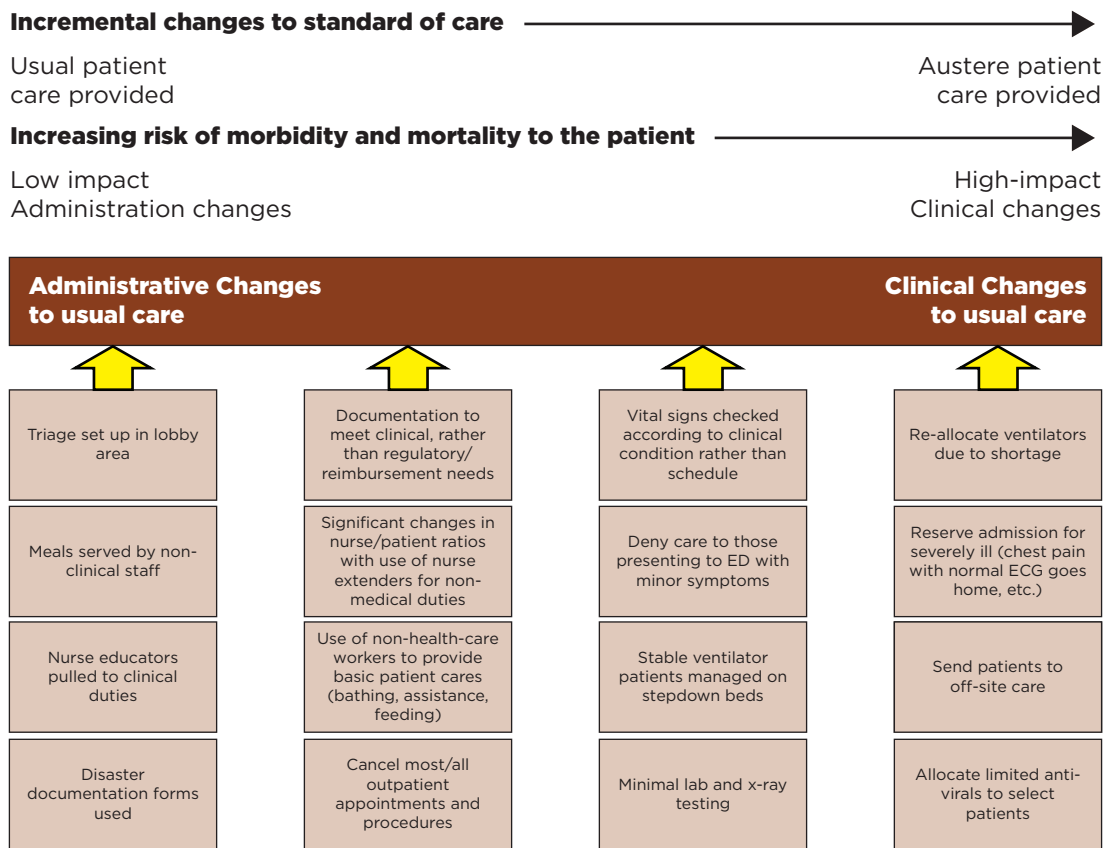 Incremental changes to standard of care
Usual patient
care provided
Austere patient
care provided
Increasing risk of morbidity and mortality to the patient
Low impact
Administration changes
High-impact
Clinical changes
Administrative Changes
to usual care
Clinical Changes
to usual care
Triage set up in lobby
area
Documentation to
meet clinical, rather
than regulatory/
reimbursement needs
Vital signs checked
according to clinical
condition rather than
schedule
Re-allocate ventilators
due to shortage
Meals served by non-
clinical staff
Significant changes in
nurse/patient ratios
with use of nurse
extenders for non-
medical duties
Deny care to those
presenting to ED with
minor symptoms
Reserve admission for
severely ill (chest pain
with normal ECG goes
home, etc.)
Nurse educators
pulled to clinical
duties
Use of non-health-care
workers to provide
basic patient cares
(bathing, assistance,
feeding)
Stable ventilator
patients managed on
stepdown beds
Send patients to
off-site care
Disaster
documentation forms
used
Cancel most/all
outpatient
appointments and
procedures
Minimal lab and x-ray
testing
Allocate limited anti-
virals to select
patients